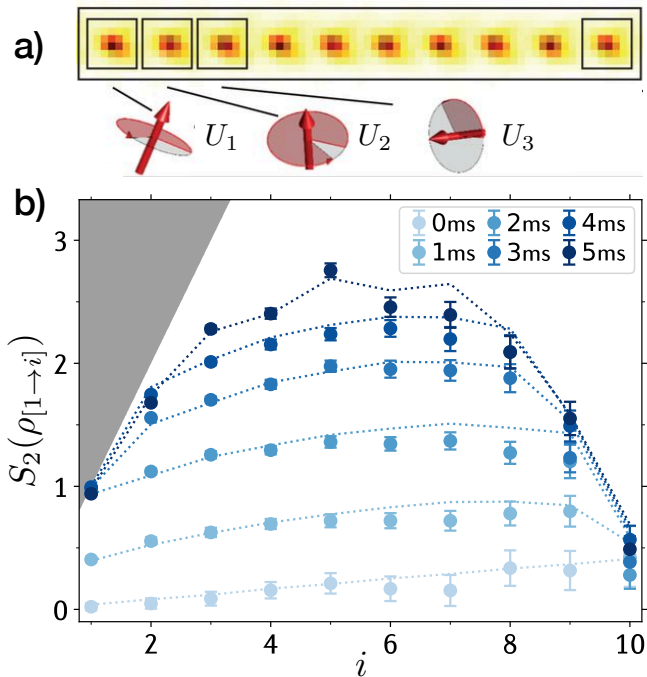 a)
U₁ U₂ U₃
b)
0ms 2ms 4ms
1ms 3ms 5ms
3
2
1
0
S₂(ρ[1→i])
2 4 6 8 10
i